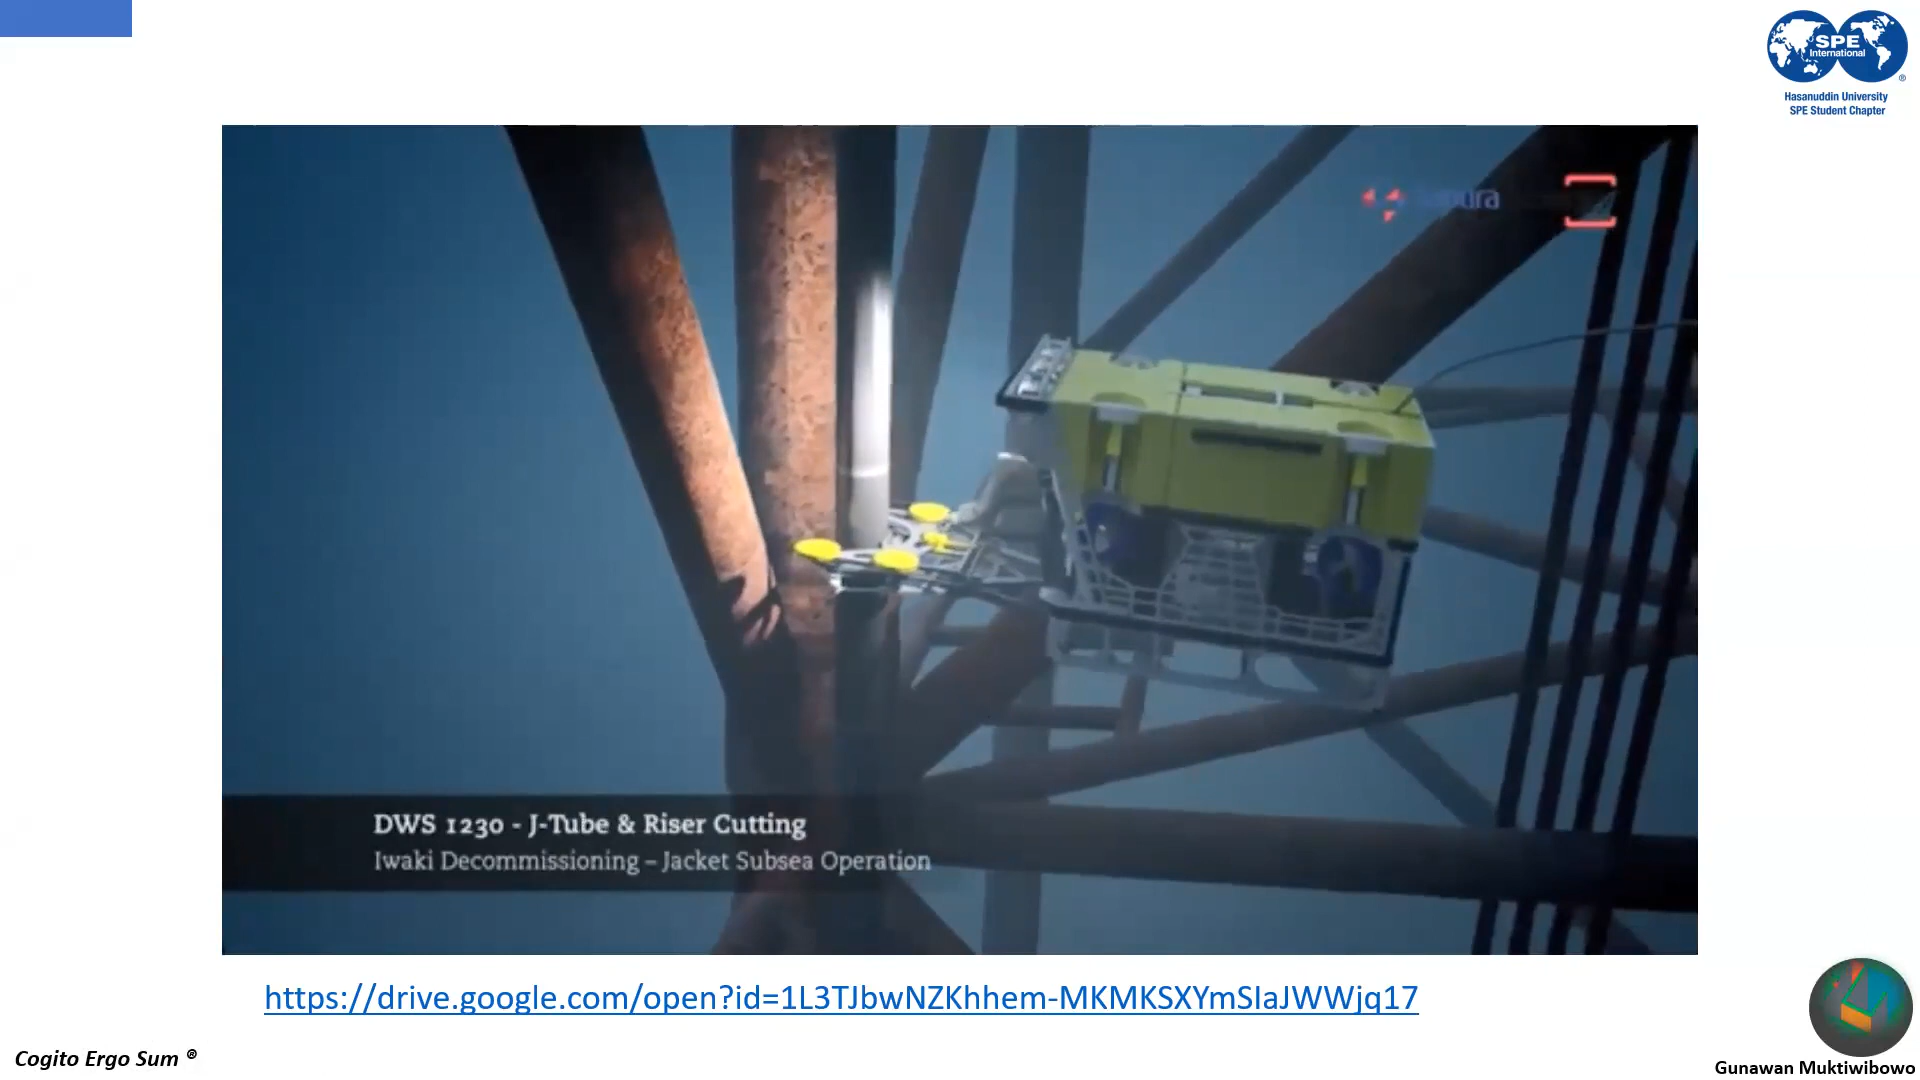 SPE
International
®
Hasanuddin University
SPE Student Chapter
DWS 1230 - J-Tube & Riser Cutting
Iwaki Decommissioning – Jacket Subsea Operation
https://drive.google.com/open?id=1L3TJbwNZKhhem-MKMKSXYmSIaJWWjq17
Cogito Ergo Sum ®
Gunawan Muktiwibowo